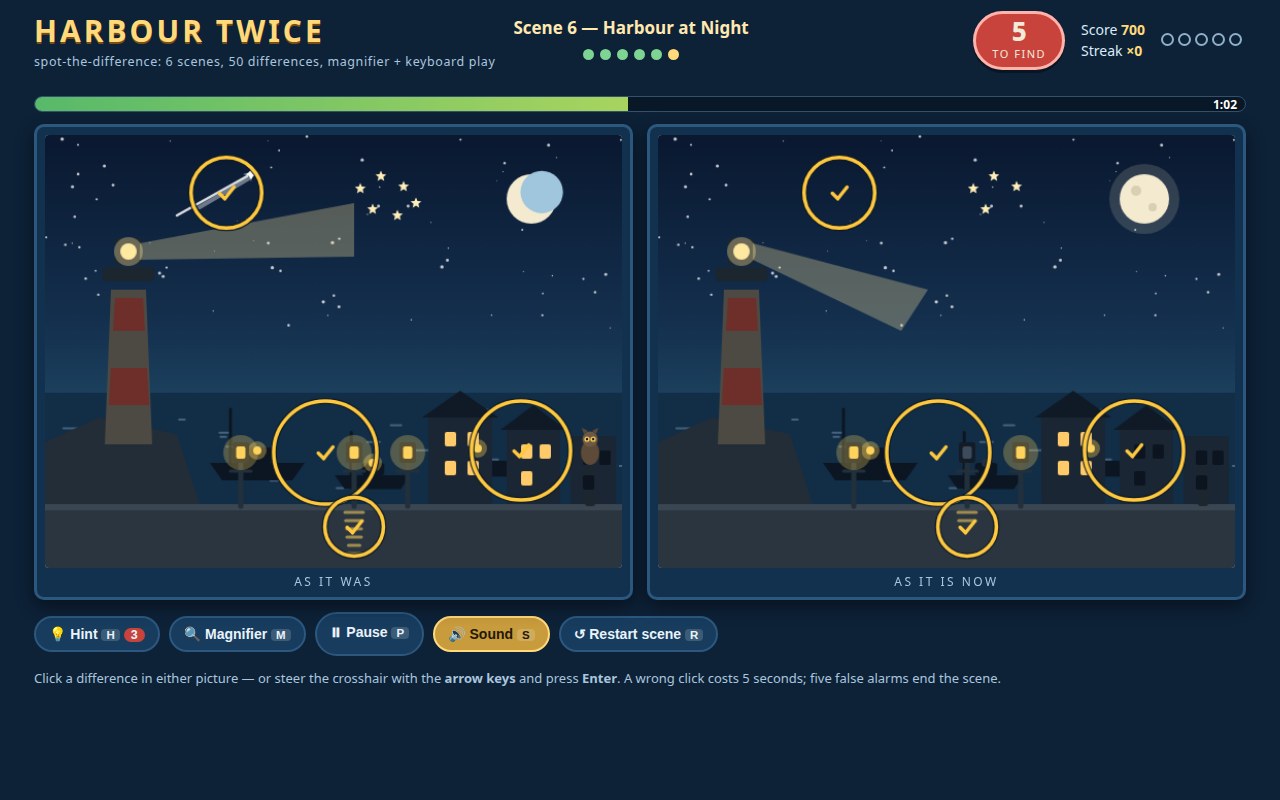 HARBOUR TWICE
spot-the-difference: 6 scenes, 50 differences, magnifier + keyboard play
Scene 6 — Harbour at Night
5
TO FIND
Score 700
Streak ×0
1:02
AS IT WAS
AS IT IS NOW
💡 Hint H 3
🔍 Magnifier M
⏸ Pause P
🔊 Sound S
↺ Restart scene R
Click a difference in either picture — or steer the crosshair with the arrow keys and press Enter. A wrong click costs 5 seconds; five false alarms end the scene.